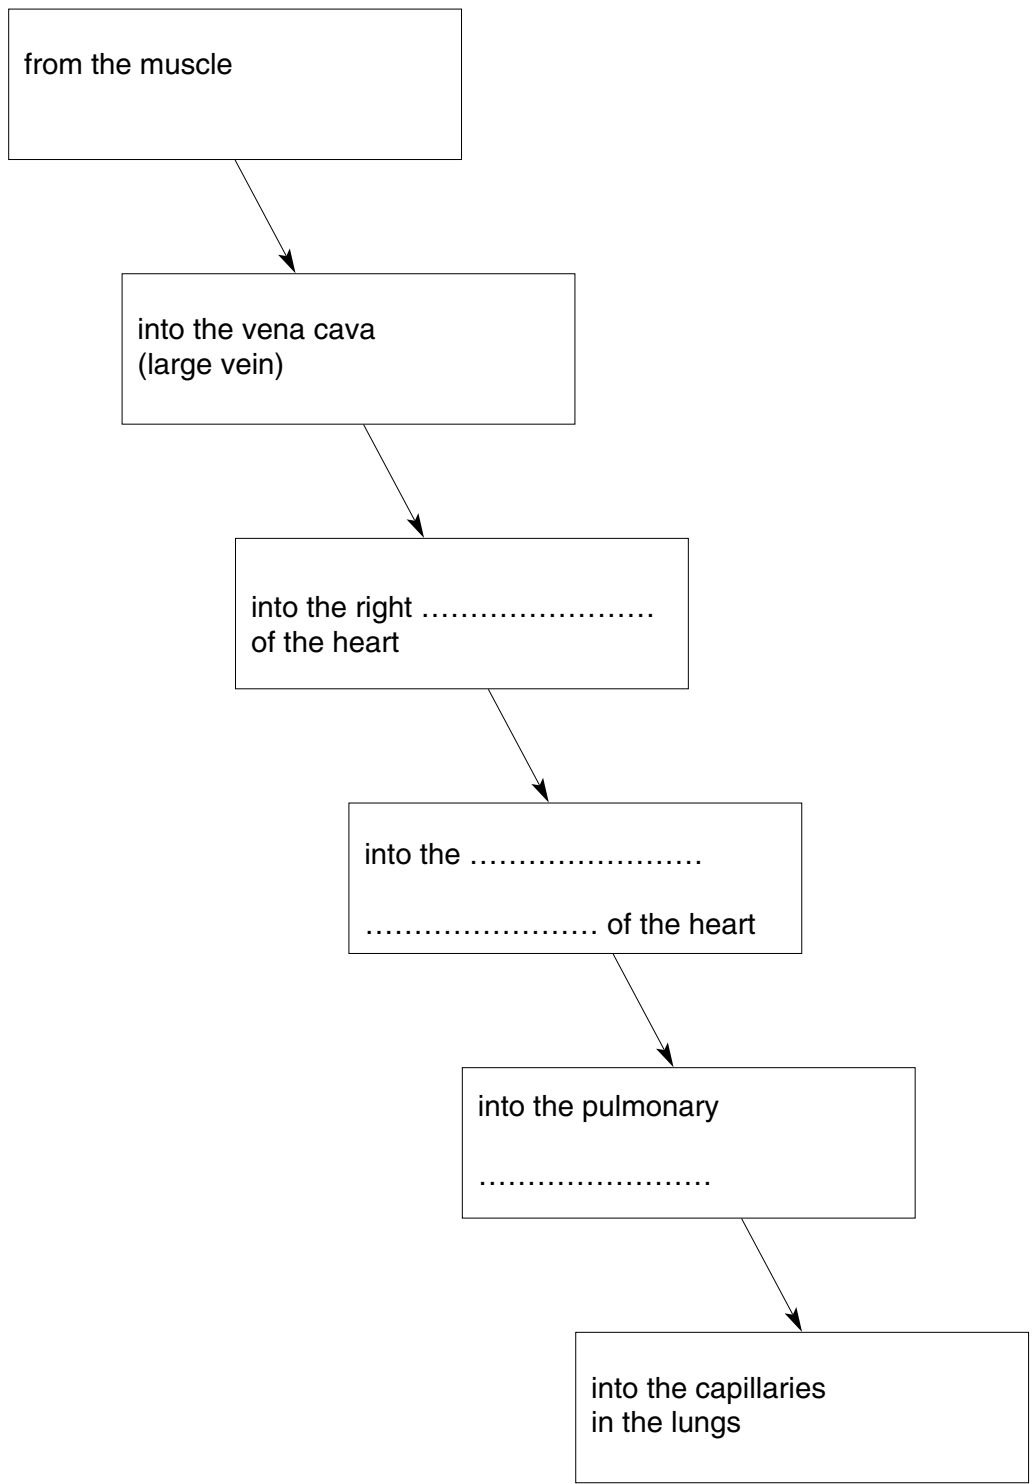 from the muscle
into the vena cava
(large vein)
into the right ........................
of the heart
into the ........................
........................ of the heart
into the pulmonary
........................
into the capillaries
in the lungs